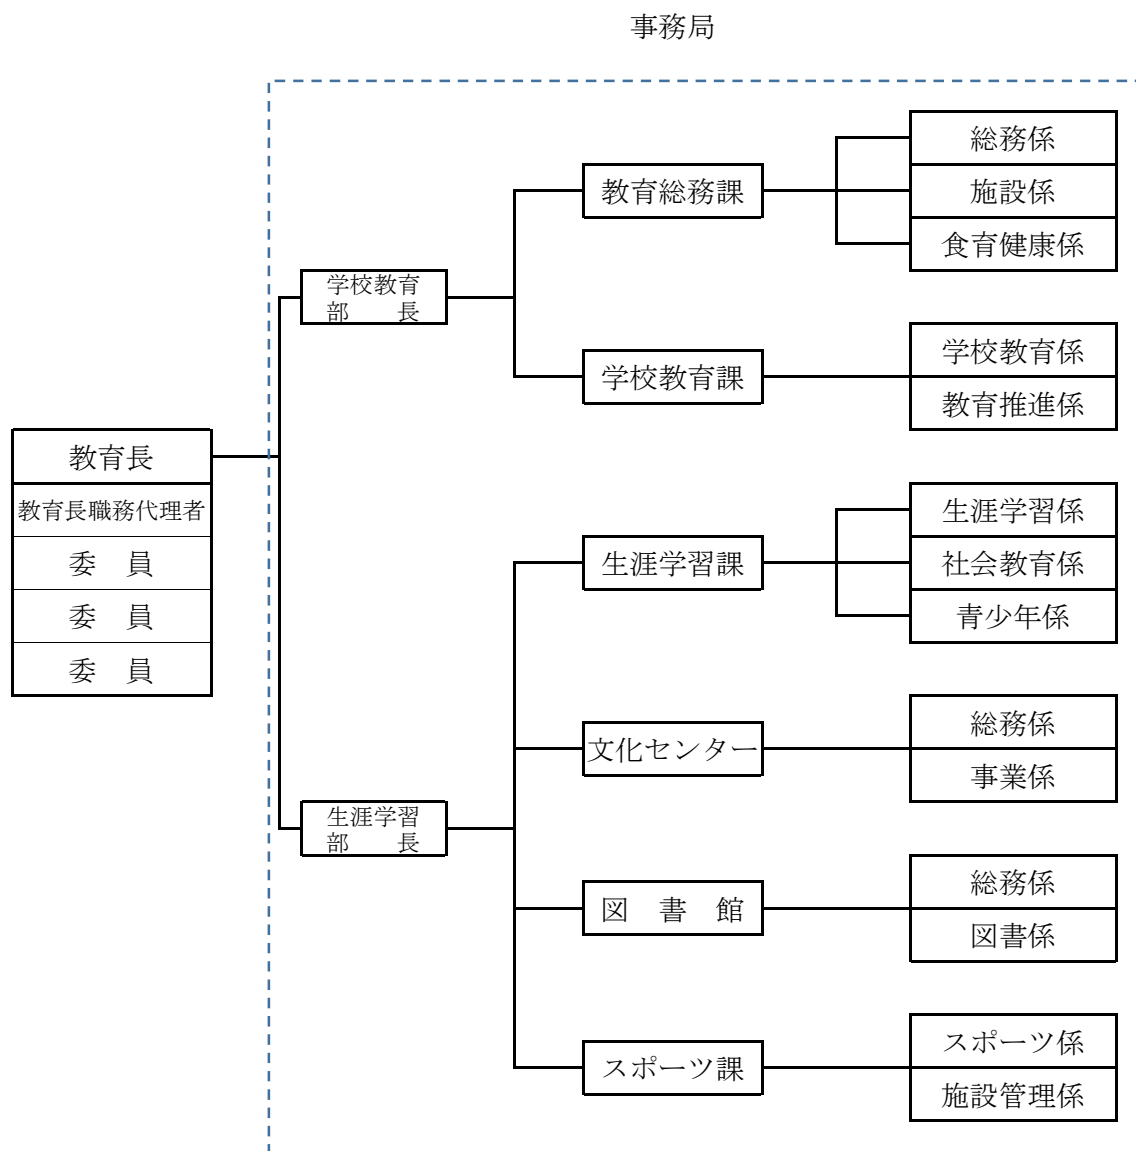 事務局
総務係
教育総務課
施設係
食育健康係
学校教育
部　　長
学校教育係
学校教育課
教育推進係
教育長
教育長職務代理者
委　員
委　員
委　員
生涯学習係
生涯学習課
社会教育係
青少年係
総務係
文化センター
事業係
生涯学習
部　　長
総務係
図　書　館
図書係
スポーツ係
スポーツ課
施設管理係